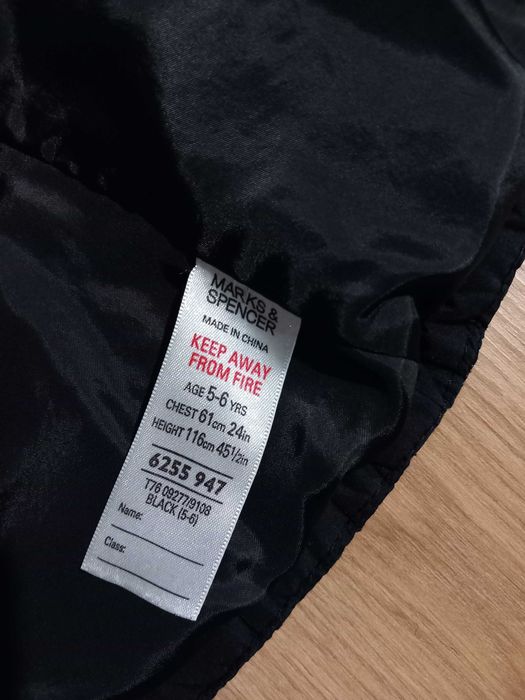 MARKS &
SPENCER
MADE IN CHINA
KEEP AWAY
FROM FIRE
AGE 5-6 YRS
CHEST 61cm 24in
HEIGHT 116cm 45½in
6255 947
T76 09277/9108
BLACK (5-6)
Name:
Class: